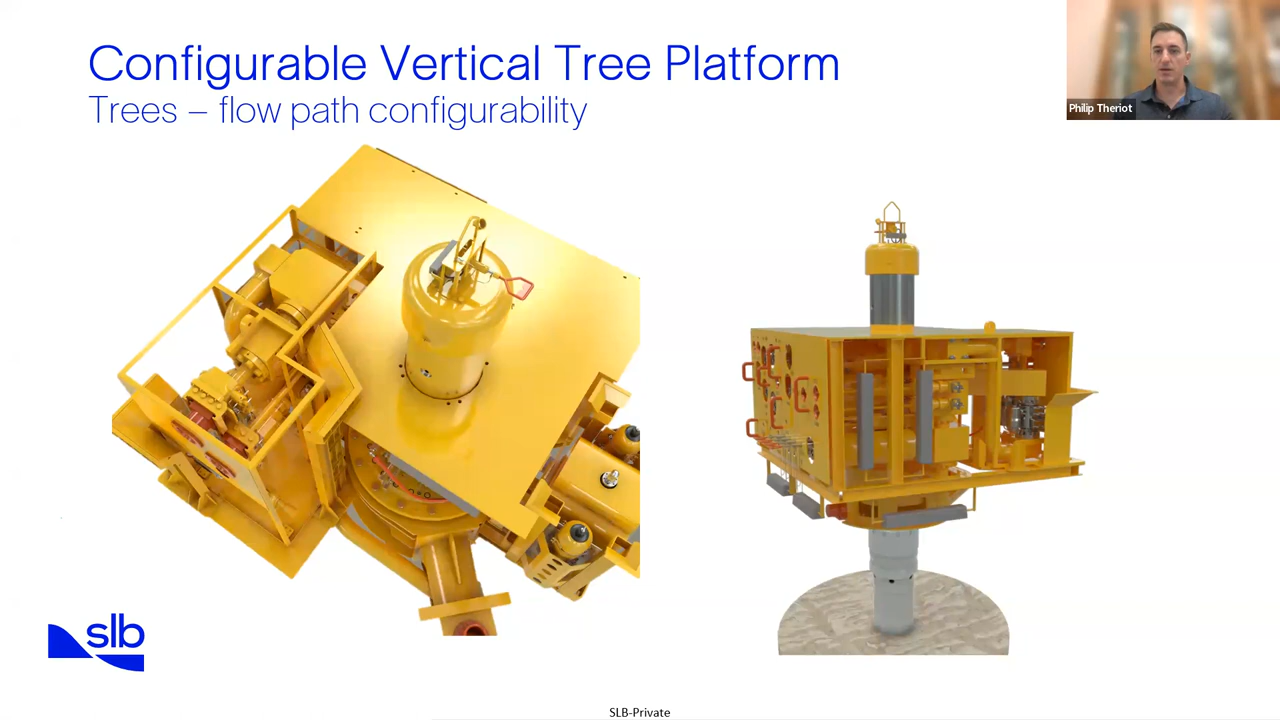 Configurable Vertical Tree Platform
Trees – flow path configurability
Philip Theriot
slb
SLB-Private